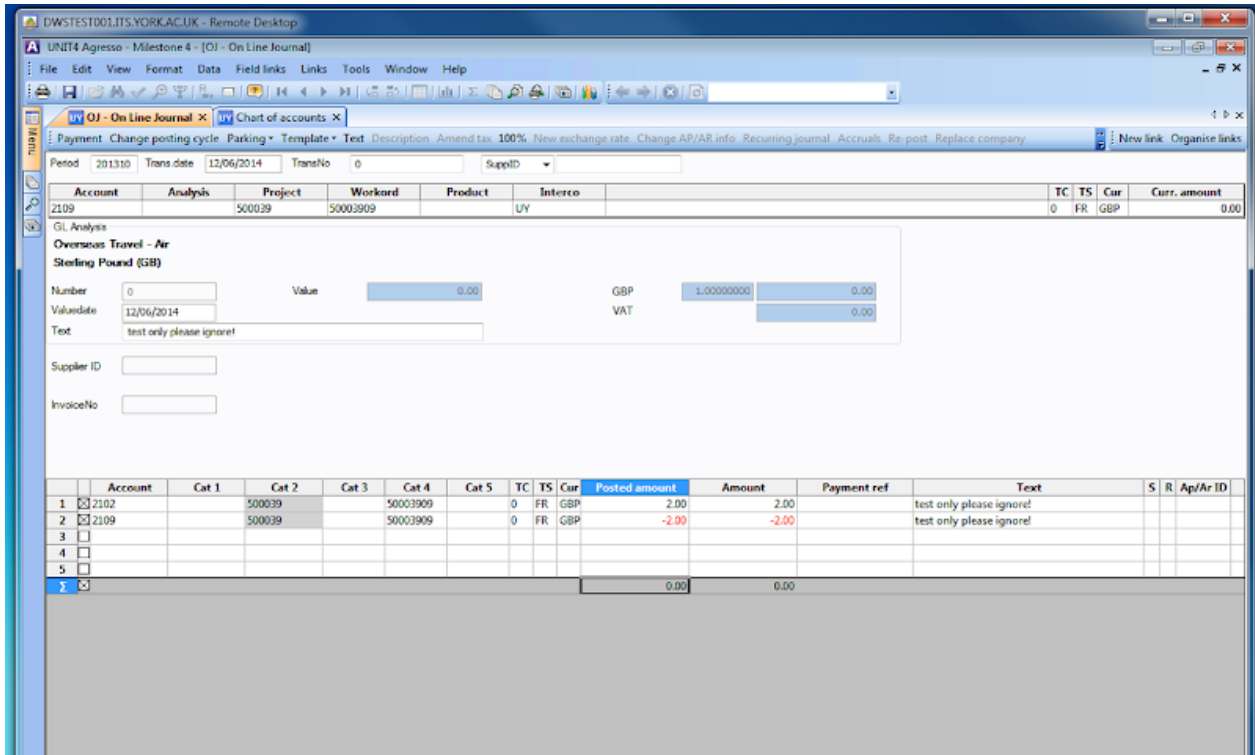 DWSTEST001.ITS.YORK.AC.UK - Remote Desktop
UNIT4 Agresso - Milestone 4 - [OJ - On Line Journal]
File Edit View Format Data Field links Links Tools Window Help
UV OJ - On Line Journal X UV Chart of accounts X
Menu
Payment Change posting cycle Parking Template Text Description Amend tax 100% New exchange rate Change AP/AR info Recurring journal Accruals Re-post Replace company New link Organise links
Period 201310 Trans.date 12/06/2014 TransNo 0 SuppID
Account Analysis Project Workord Product Interco TC TS Cur Curr. amount
2109 500039 50003909 UY 0 FR GBP 0.00
GL Analysis
Overseas Travel - Air
Sterling Pound (GB)
Number 0 Value 0.00 GBP 1.00000000 0.00
Valuedate 12/06/2014 VAT 0.00
Text test only please ignore!
Supplier ID
InvoiceNo
Account Cat 1 Cat 2 Cat 3 Cat 4 Cat 5 TC TS Cur Posted amount Amount Payment ref Text S R Ap/Ar ID
1 2102 500039 50003909 0 FR GBP 2.00 2.00 test only please ignore!
2 2109 500039 50003909 0 FR GBP -2.00 -2.00 test only please ignore!
3
4
5
Σ 0.00 0.00